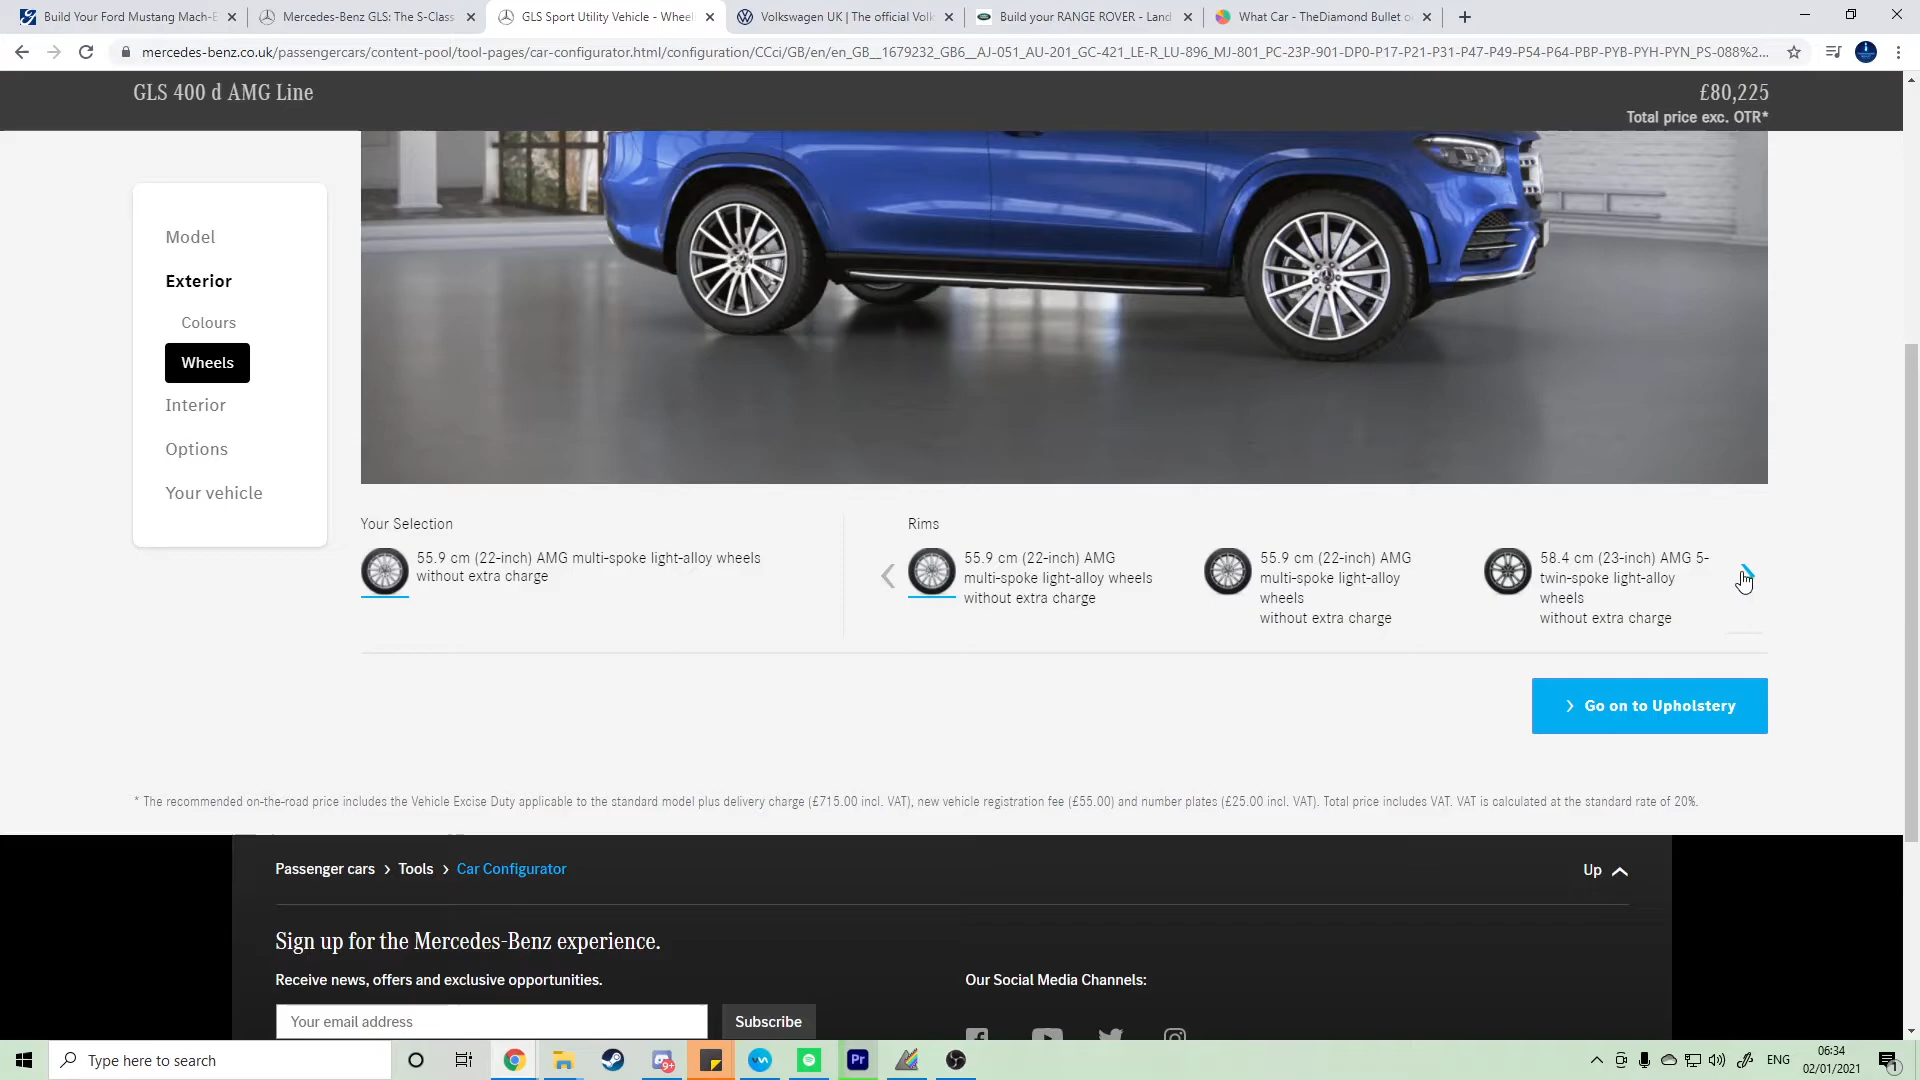 Build Your Ford Mustang Mach-E
Mercedes-Benz GLS: The S-Class
GLS Sport Utility Vehicle - Wheel
Volkswagen UK | The official Volk
Build your RANGE ROVER - Land
What Car - TheDiamond Bullet o
mercedes-benz.co.uk/passengercars/content-pool/tool-pages/car-configurator.html/configuration/CCci/GB/en/en_GB__1679232_GB6__AJ-051_AU-201_GC-421_LE-R_LU-896_MJ-801_PC-23P-901-DP0-P17-P21-P31-P47-P49-P54-P64-PBP-PYB-PYH-PYN_PS-088%2...
GLS 400 d AMG Line
£80,225
Total price exc. OTR*
Model
Exterior
Colours
Wheels
Interior
Options
Your vehicle
Your Selection
55.9 cm (22-inch) AMG multi-spoke light-alloy wheels
without extra charge
Rims
55.9 cm (22-inch) AMG
multi-spoke light-alloy wheels
without extra charge
55.9 cm (22-inch) AMG
multi-spoke light-alloy
wheels
without extra charge
58.4 cm (23-inch) AMG 5-
twin-spoke light-alloy
wheels
without extra charge
Go on to Upholstery
* The recommended on-the-road price includes the Vehicle Excise Duty applicable to the standard model plus delivery charge (£715.00 incl. VAT), new vehicle registration fee (£55.00) and number plates (£25.00 incl. VAT). Total price includes VAT. VAT is calculated at the standard rate of 20%.
Passenger cars > Tools > Car Configurator
Up
Sign up for the Mercedes-Benz experience.
Receive news, offers and exclusive opportunities.
Our Social Media Channels:
Your email address
Subscribe
Type here to search
Pr
ENG
06:34
02/01/2021
1